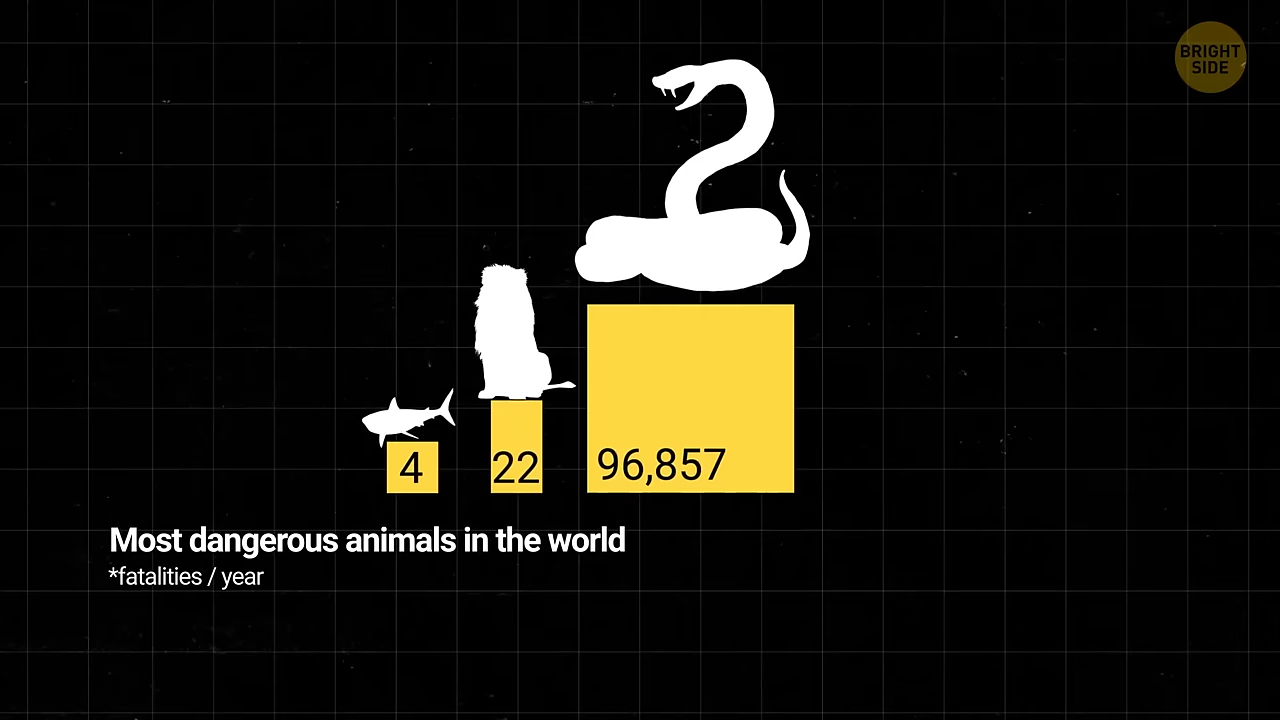 BRIGHT
SIDE
4
22
96,857
Most dangerous animals in the world
*fatalities / year